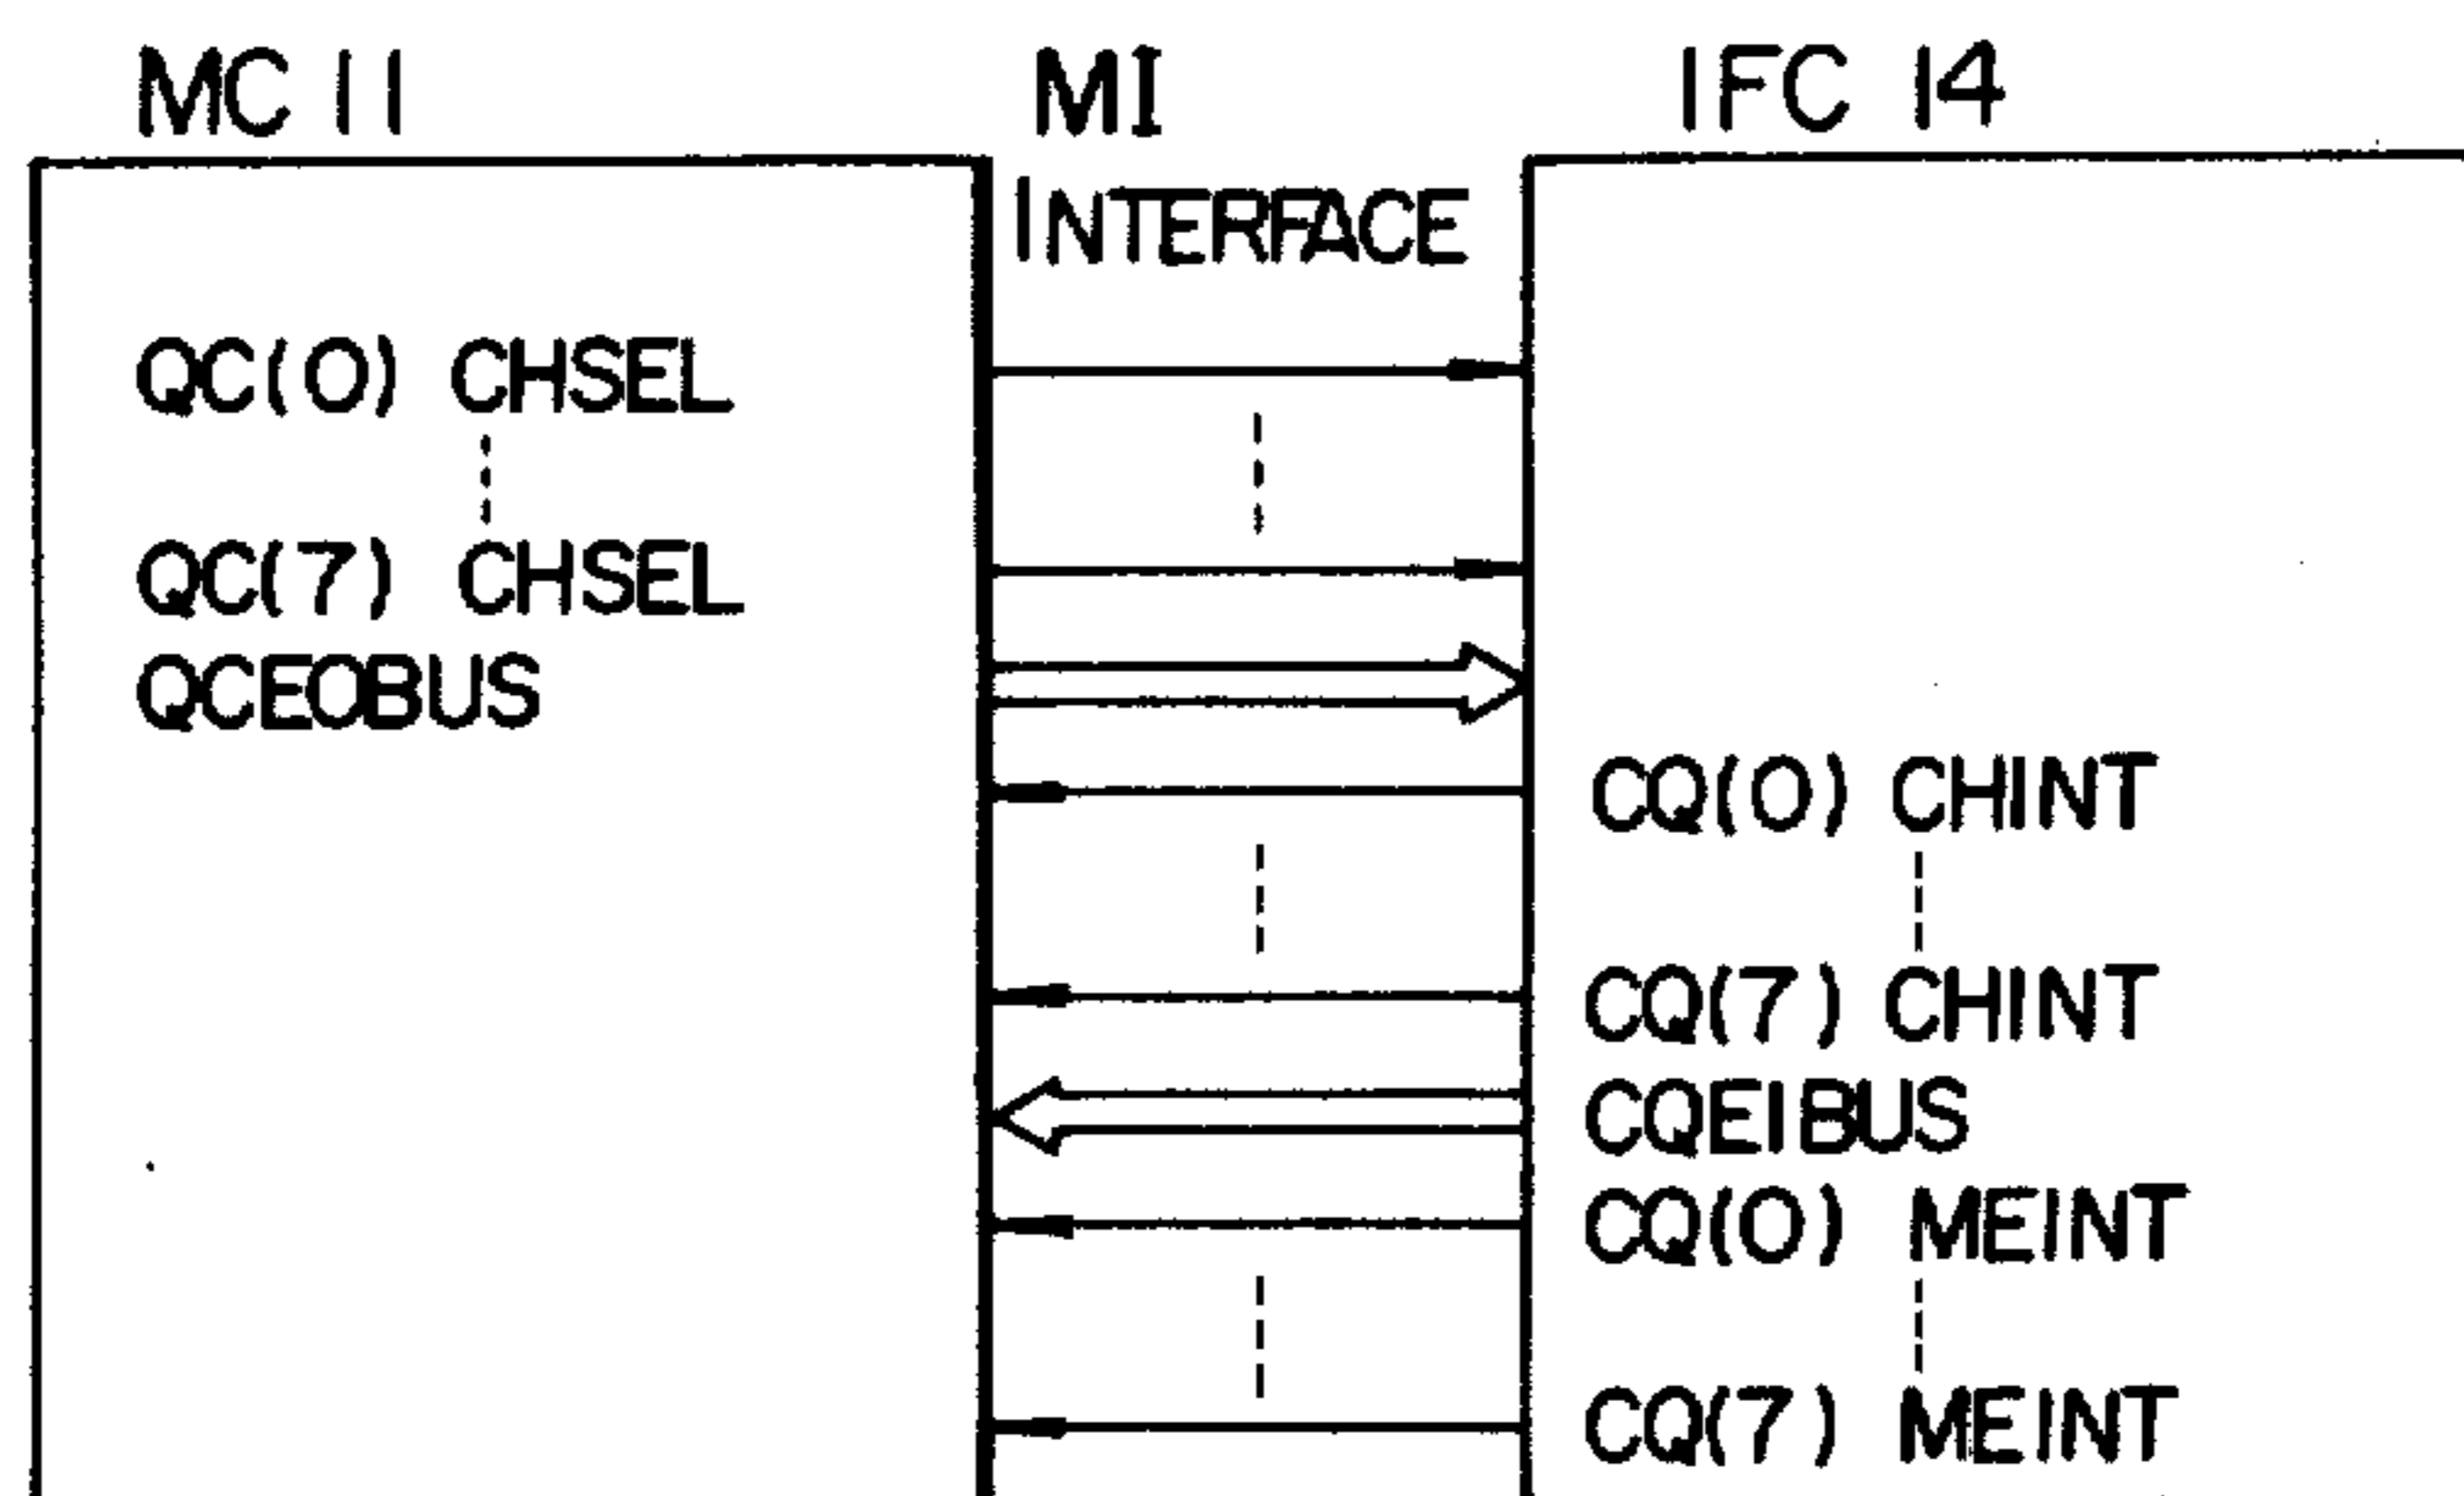 MC 11
MI
INTERFACE
IFC 14
QC(0) CHSEL
QC(7) CHSEL
QCEOBUS
CQ(0) CHINT
CQ(7) CHINT
CQEIBUS
CQ(0) MEINT
CQ(7) MEINT